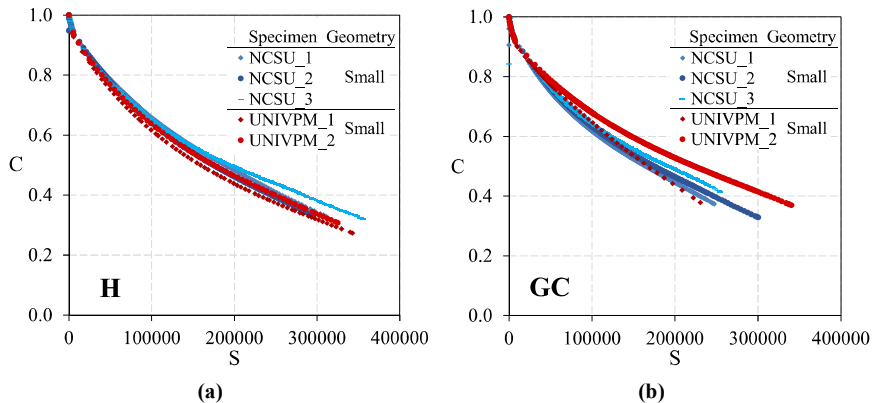 1.0
0.8
0.6
0.4
0.2
0.0
C
0
100000
200000
300000
400000
S
Specimen Geometry
NCSU_1
NCSU_2 Small
NCSU_3
UNIVPM_1 Small
UNIVPM_2
H
(a)
1.0
0.8
0.6
0.4
0.2
0.0
C
0
100000
200000
300000
400000
S
Specimen Geometry
NCSU_1
NCSU_2 Small
NCSU_3
UNIVPM_1 Small
UNIVPM_2
GC
(b)